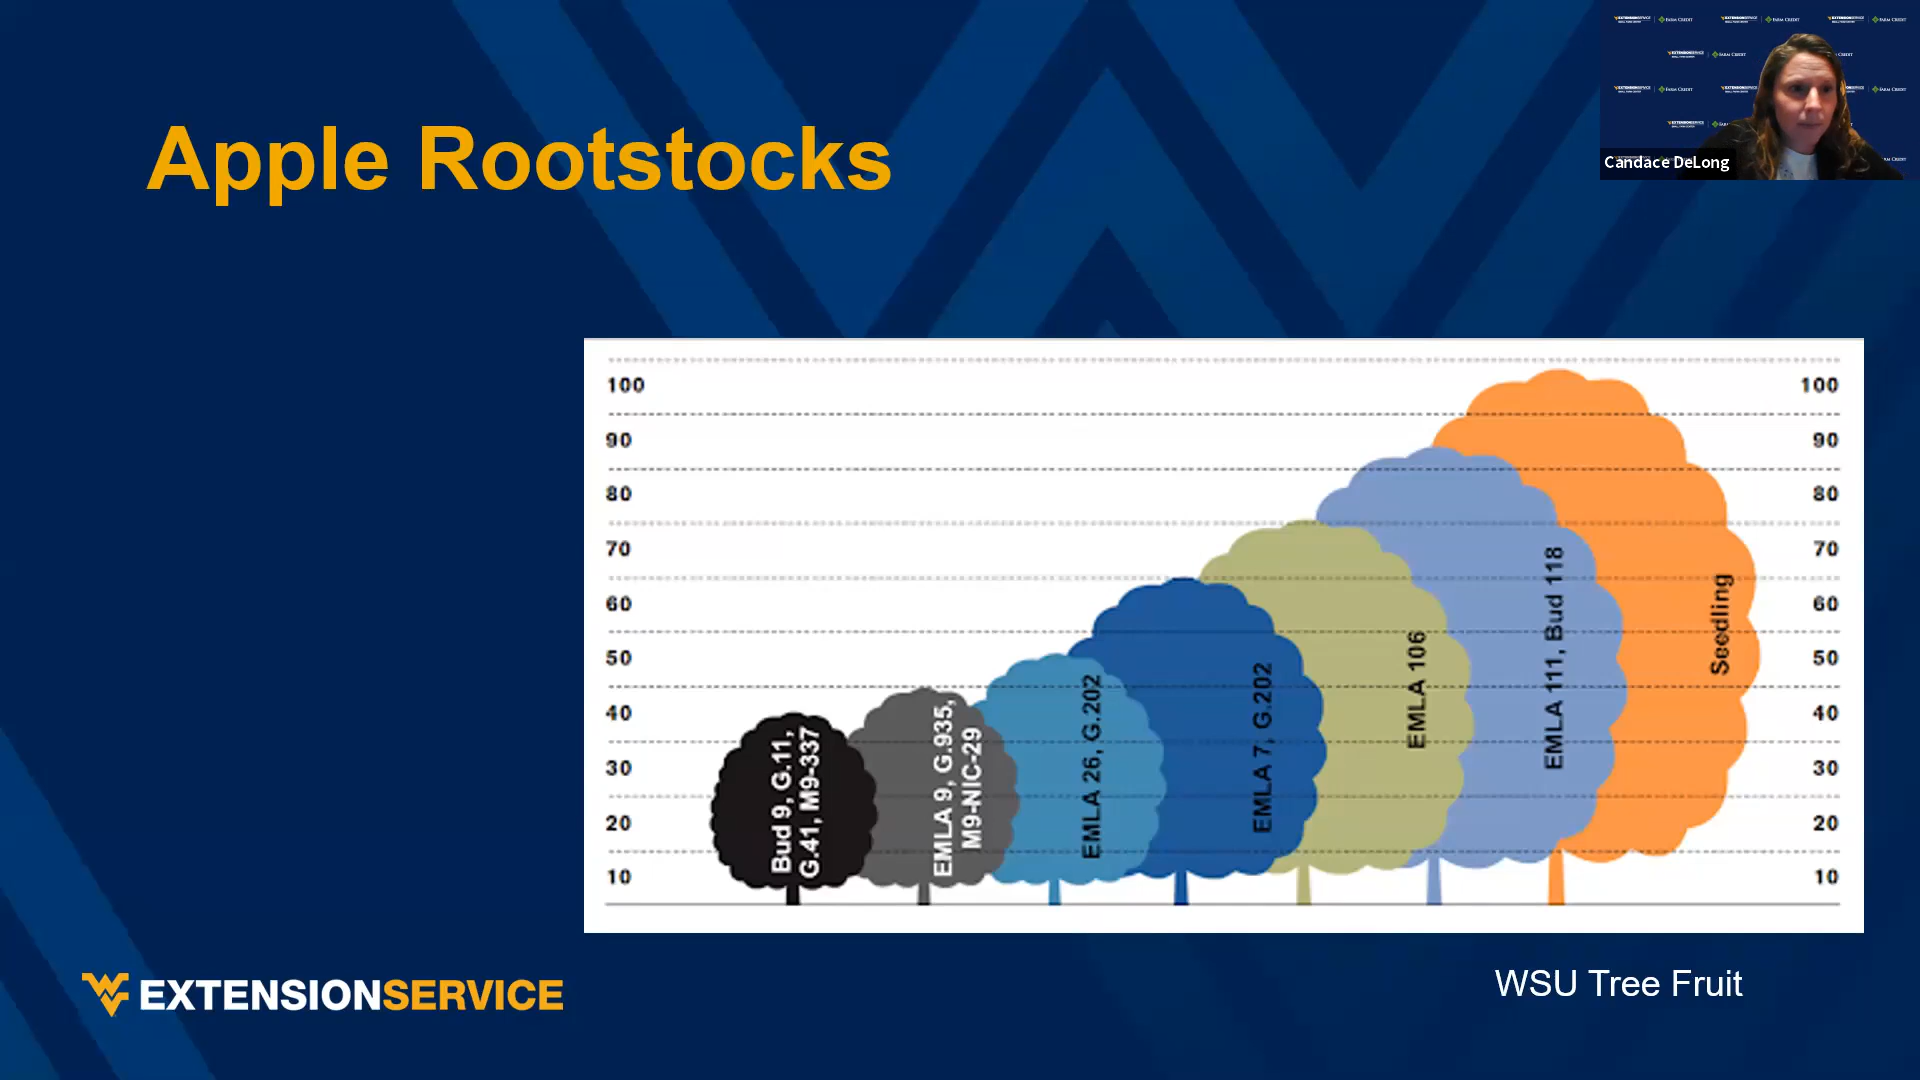 Apple Rootstocks
Candace DeLong
100
90
80
70
60
50
40
30
20
10
Bud 9, G.11,
G.41, M9-337
EMLA 9, G.935,
M9-NIC-29
EMLA 26, G.202
EMLA 7, G.202
EMLA 106
EMLA 111, Bud 118
Seedling
100
90
80
70
60
50
40
30
20
10
EXTENSIONSERVICE
WSU Tree Fruit